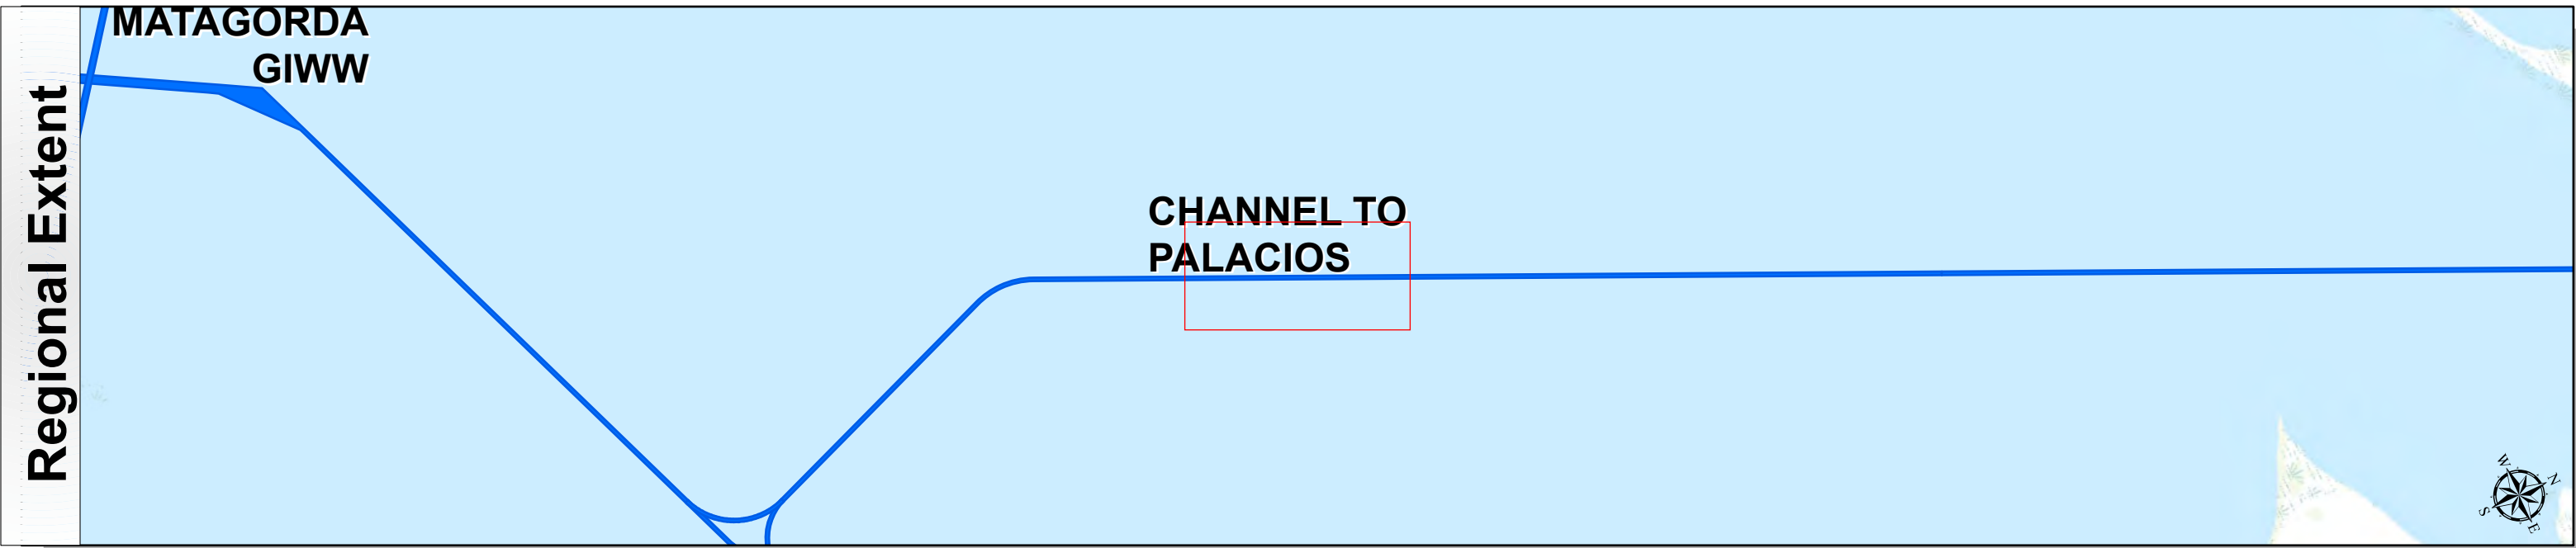 Regional Extent
MATAGORDA
GIWW
CHANNEL TO
PALACIOS
W
N
S
E